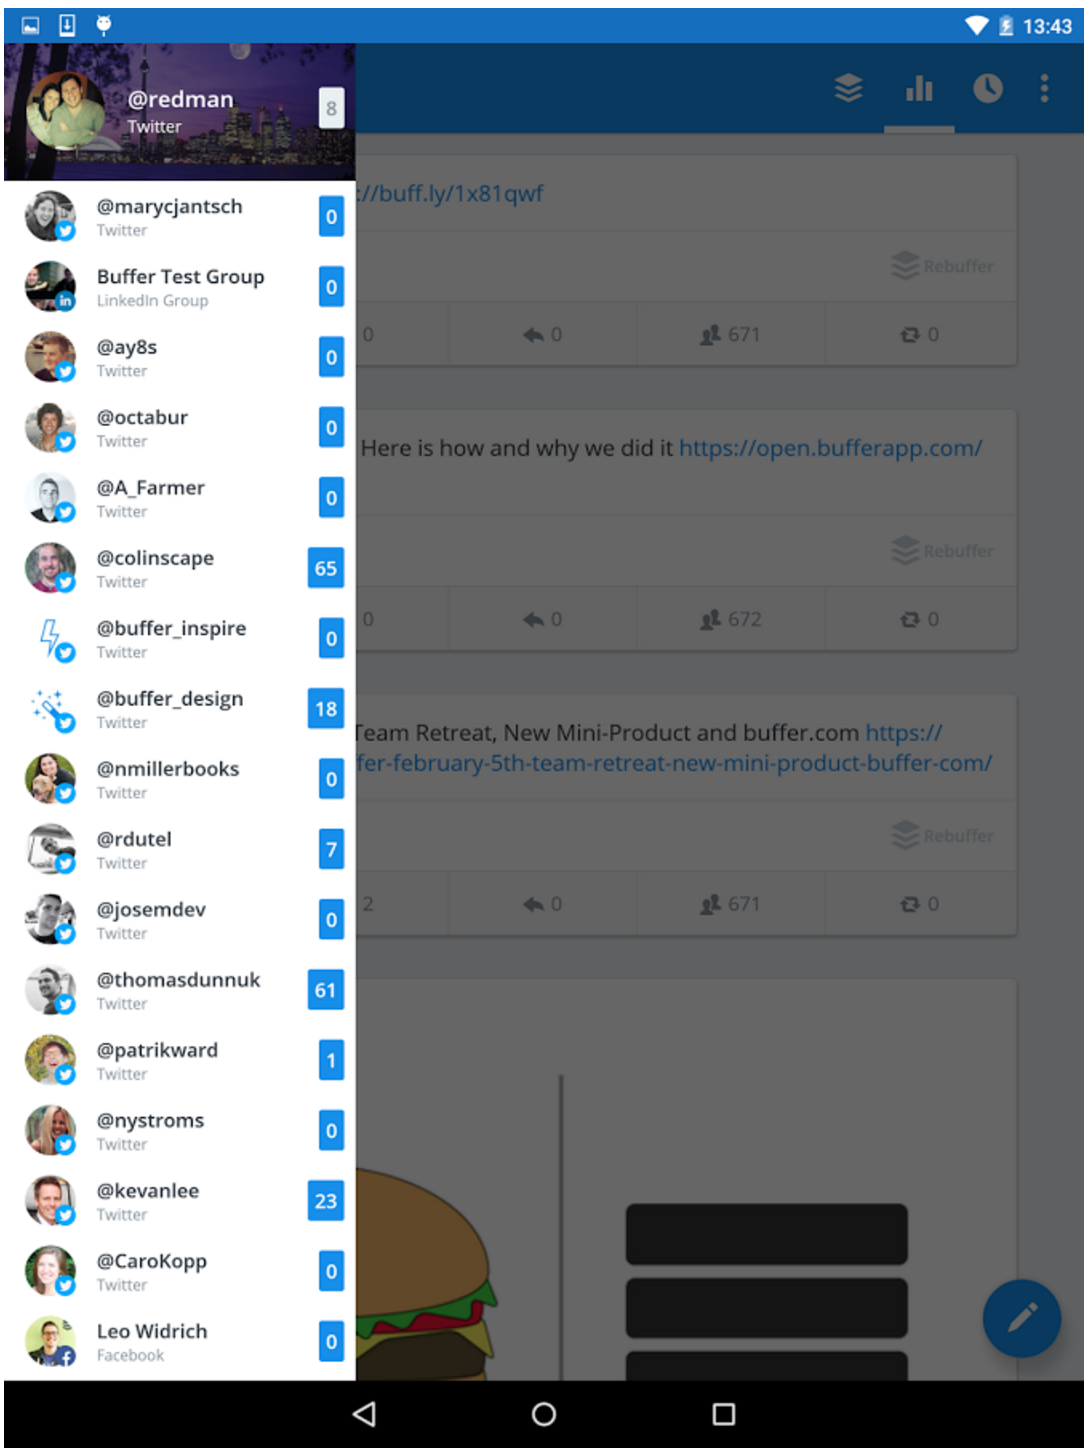 13:43
@redman
8
Twitter
@marycjantsch
Twitter
0
Buffer Test Group
LinkedIn Group
0
@ay8s
Twitter
0
@octabur
Twitter
0
@A_Farmer
Twitter
0
@colinscape
Twitter
65
@buffer_inspire
Twitter
0
@buffer_design
Twitter
18
@nmillerbooks
Twitter
0
@rdutel
Twitter
7
@josemdev
Twitter
0
@thomasdunnuk
Twitter
61
@patrikward
Twitter
1
@nystroms
Twitter
0
@kevanlee
Twitter
23
@CaroKopp
Twitter
0
Leo Widrich
Facebook
0
://buff.ly/1x81qwf
Rebuffer
0 0 671 0
Here is how and why we did it https://open.bufferapp.com/
Rebuffer
0 0 672 0
Team Retreat, New Mini-Product and buffer.com https://
fer-february-5th-team-retreat-new-mini-product-buffer-com/
Rebuffer
2 0 671 0
in